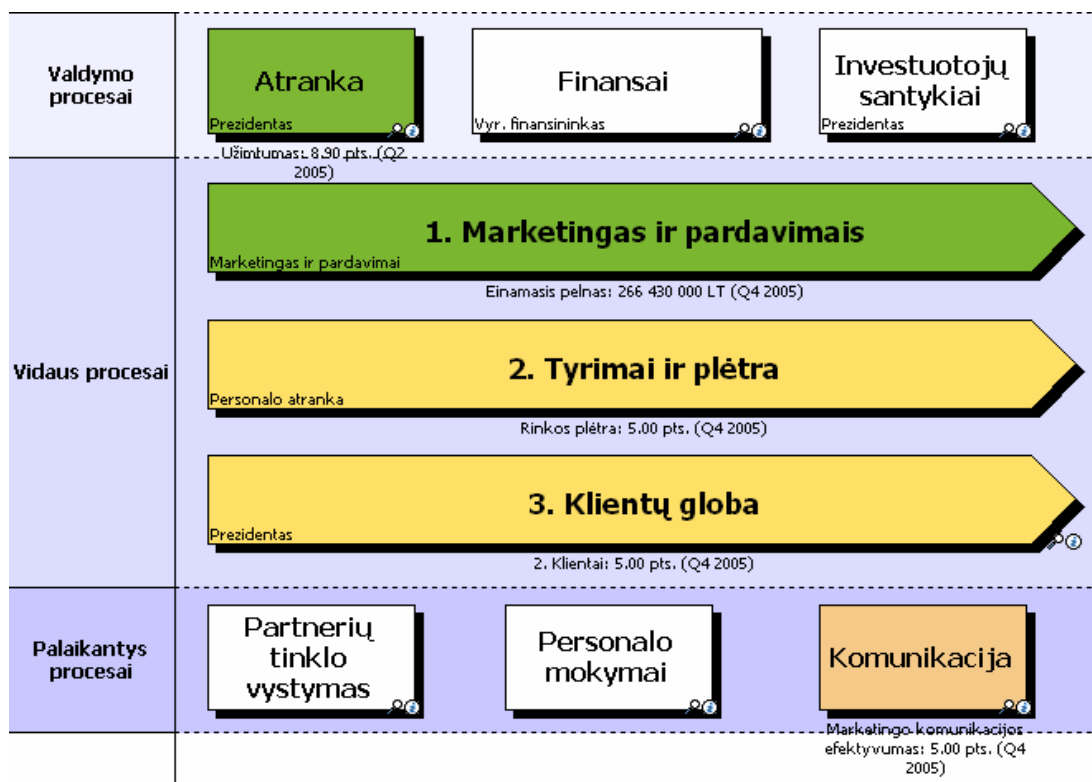 Valdymo
procesai
Atranka
Prezidentas
Užimtumas: 8.90 pts. (Q2
2005)
Finansai
Vyr. finansininkas
Investuotojų
santykiai
Prezidentas
Vidaus procesai
1. Marketingas ir pardavimais
Marketingas ir pardavimai
Einamasis pelnas: 266 430 000 LT (Q4 2005)
2. Tyrimai ir plėtra
Personalo atranka
Rinkos plėtra: 5.00 pts. (Q4 2005)
3. Klientų globa
Prezidentas
2. Klientai: 5.00 pts. (Q4 2005)
Palaikantys
procesai
Partnerių
tinklo
vystymas
Personalo
mokymai
Komunikacija
Marketingo komunikacijos
efektyvumas: 5.00 pts. (Q4
2005)